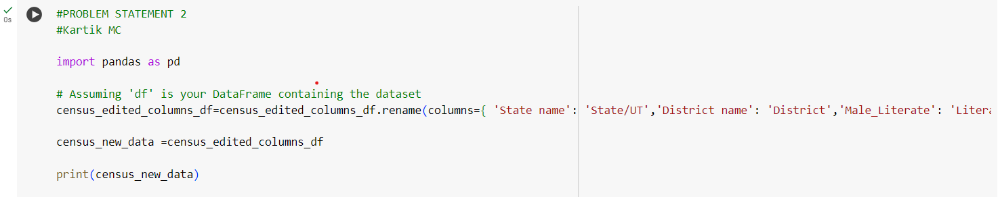 0s
#PROBLEM STATEMENT 2
#Kartik MC
import pandas as pd
# Assuming 'df' is your DataFrame containing the dataset
census_edited_columns_df=census_edited_columns_df.rename(columns={ 'State name': 'State/UT','District name': 'District','Male_Literate': 'Litera
census_new_data =census_edited_columns_df
print(census_new_data)